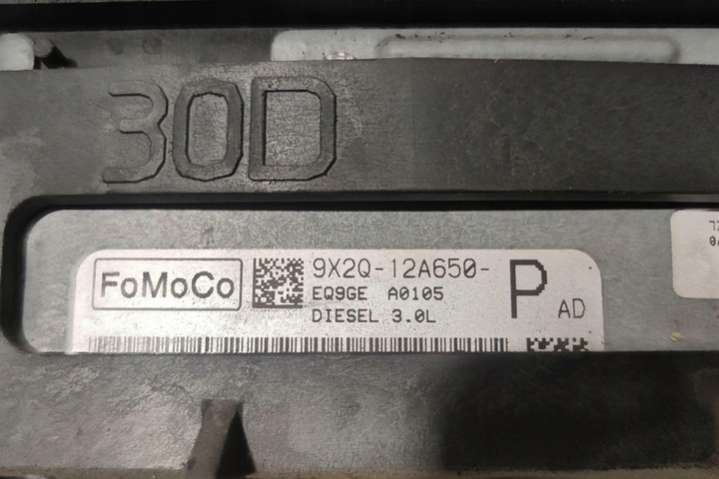 30D
FoMoCo
9X2Q-12A650-
EQ9GE A0105
DIESEL 3.0L
P
AD